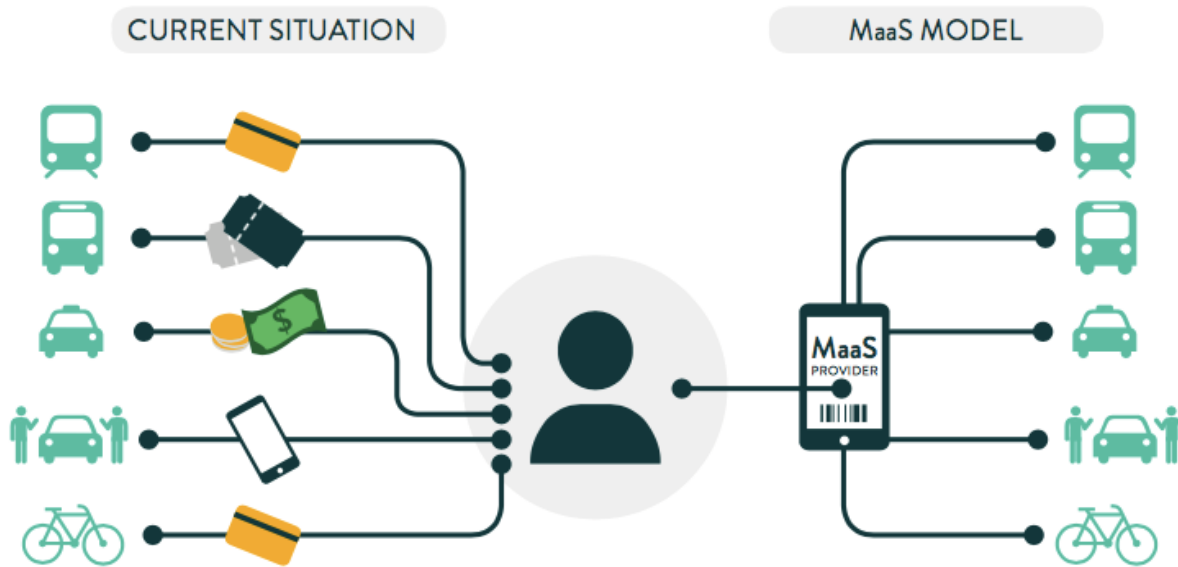 CURRENT SITUATION
MaaS MODEL
$
MaaS
PROVIDER